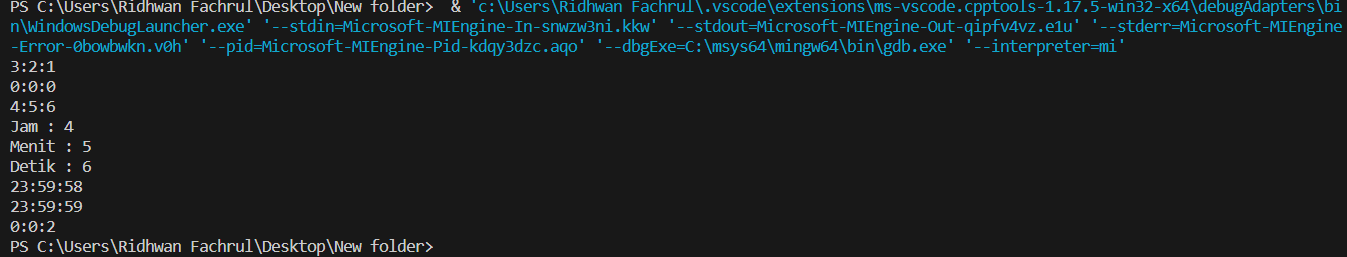 PS C:\Users\Ridhwan Fachrul\Desktop\New folder>  & 'c:\Users\Ridhwan Fachrul\.vscode\extensions\ms-vscode.cpptools-1.17.5-win32-x64\debugAdapters\bi
n\WindowsDebugLauncher.exe' '--stdin=Microsoft-MIEngine-In-snwzw3ni.kkw' '--stdout=Microsoft-MIEngine-Out-qipfv4vz.e1u' '--stderr=Microsoft-MIEngine
-Error-0bowbwkn.v0h' '--pid=Microsoft-MIEngine-Pid-kdqy3dzc.aqo' '--dbgExe=C:\msys64\mingw64\bin\gdb.exe' '--interpreter=mi'
3:2:1
0:0:0
4:5:6
Jam : 4
Menit : 5
Detik : 6
23:59:58
23:59:59
0:0:2
PS C:\Users\Ridhwan Fachrul\Desktop\New folder>